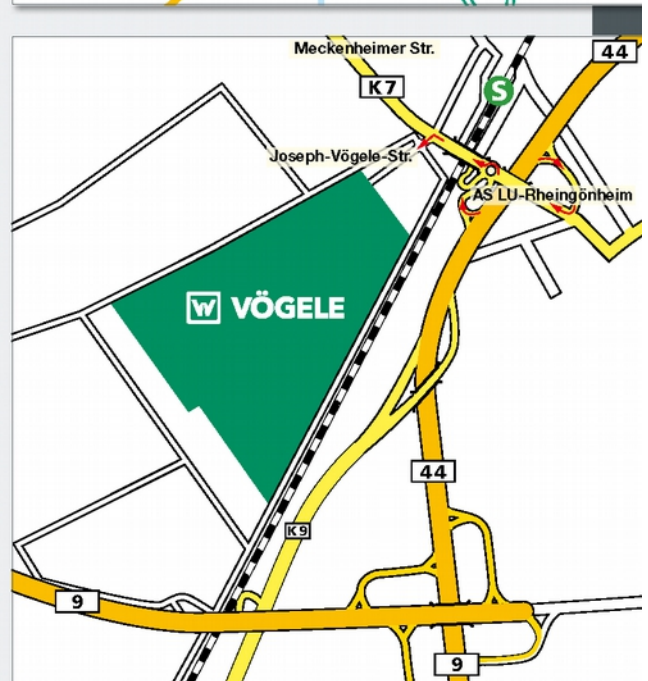 Meckenheimer Str.
44
K7
S
Joseph-Vögele-Str.
AS LU-Rheingönheim
W VÖGELE
44
K9
9
9